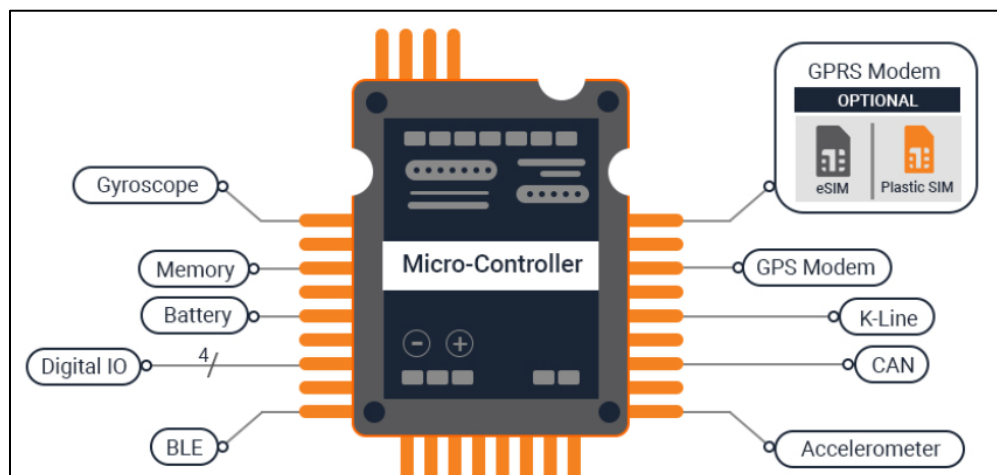 GPRS Modem
OPTIONAL
eSIM
Plastic SIM
Gyroscope
Memory
Battery
Digital IO
4
BLE
Micro-Controller
GPS Modem
K-Line
CAN
Accelerometer